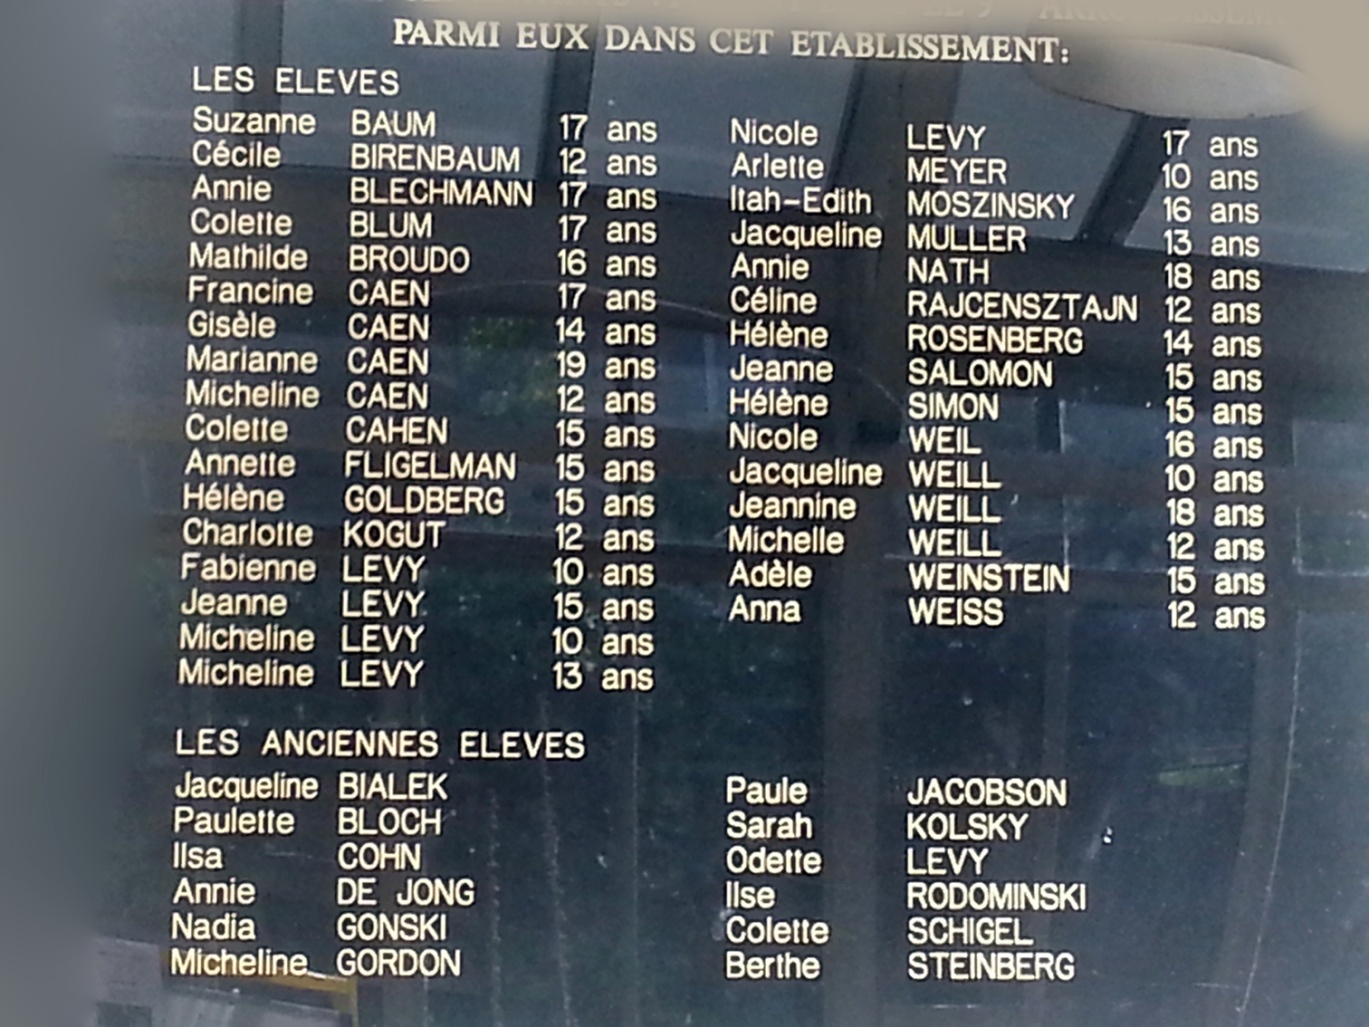 PARMI EUX DANS CET ETABLISSEMENT:
LES ELEVES
Suzanne BAUM 17 ans
Cécile BIRENBAUM 12 ans
Annie BLECHMANN 17 ans
Colette BLUM 17 ans
Mathilde BROUDO 16 ans
Francine CAEN 17 ans
Gisèle CAEN 14 ans
Marianne CAEN 19 ans
Micheline CAEN 12 ans
Colette CAHEN 15 ans
Annette FLIGELMAN 15 ans
Hélène GOLDBERG 15 ans
Charlotte KOGUT 12 ans
Fabienne LEVY 10 ans
Jeanne LEVY 15 ans
Micheline LEVY 10 ans
Micheline LEVY 13 ans
Nicole LEVY 17 ans
Arlette MEYER 10 ans
Itah-Edith MOSZINSKY 16 ans
Jacqueline MULLER 13 ans
Annie NATH 18 ans
Céline RAJCENSZTAJN 12 ans
Hélène ROSENBERG 14 ans
Jeanne SALOMON 15 ans
Hélène SIMON 15 ans
Nicole WEIL 16 ans
Jacqueline WEILL 10 ans
Jeannine WEILL 18 ans
Michelle WEILL 12 ans
Adèle WEINSTEIN 15 ans
Anna WEISS 12 ans
LES ANCIENNES ELEVES
Jacqueline BIALEK
Paulette BLOCH
Ilsa COHN
Annie DE JONG
Nadia GONSKI
Micheline GORDON
Paule JACOBSON
Sarah KOLSKY
Odette LEVY
Ilse RODOMINSKI
Colette SCHIGEL
Berthe STEINBERG